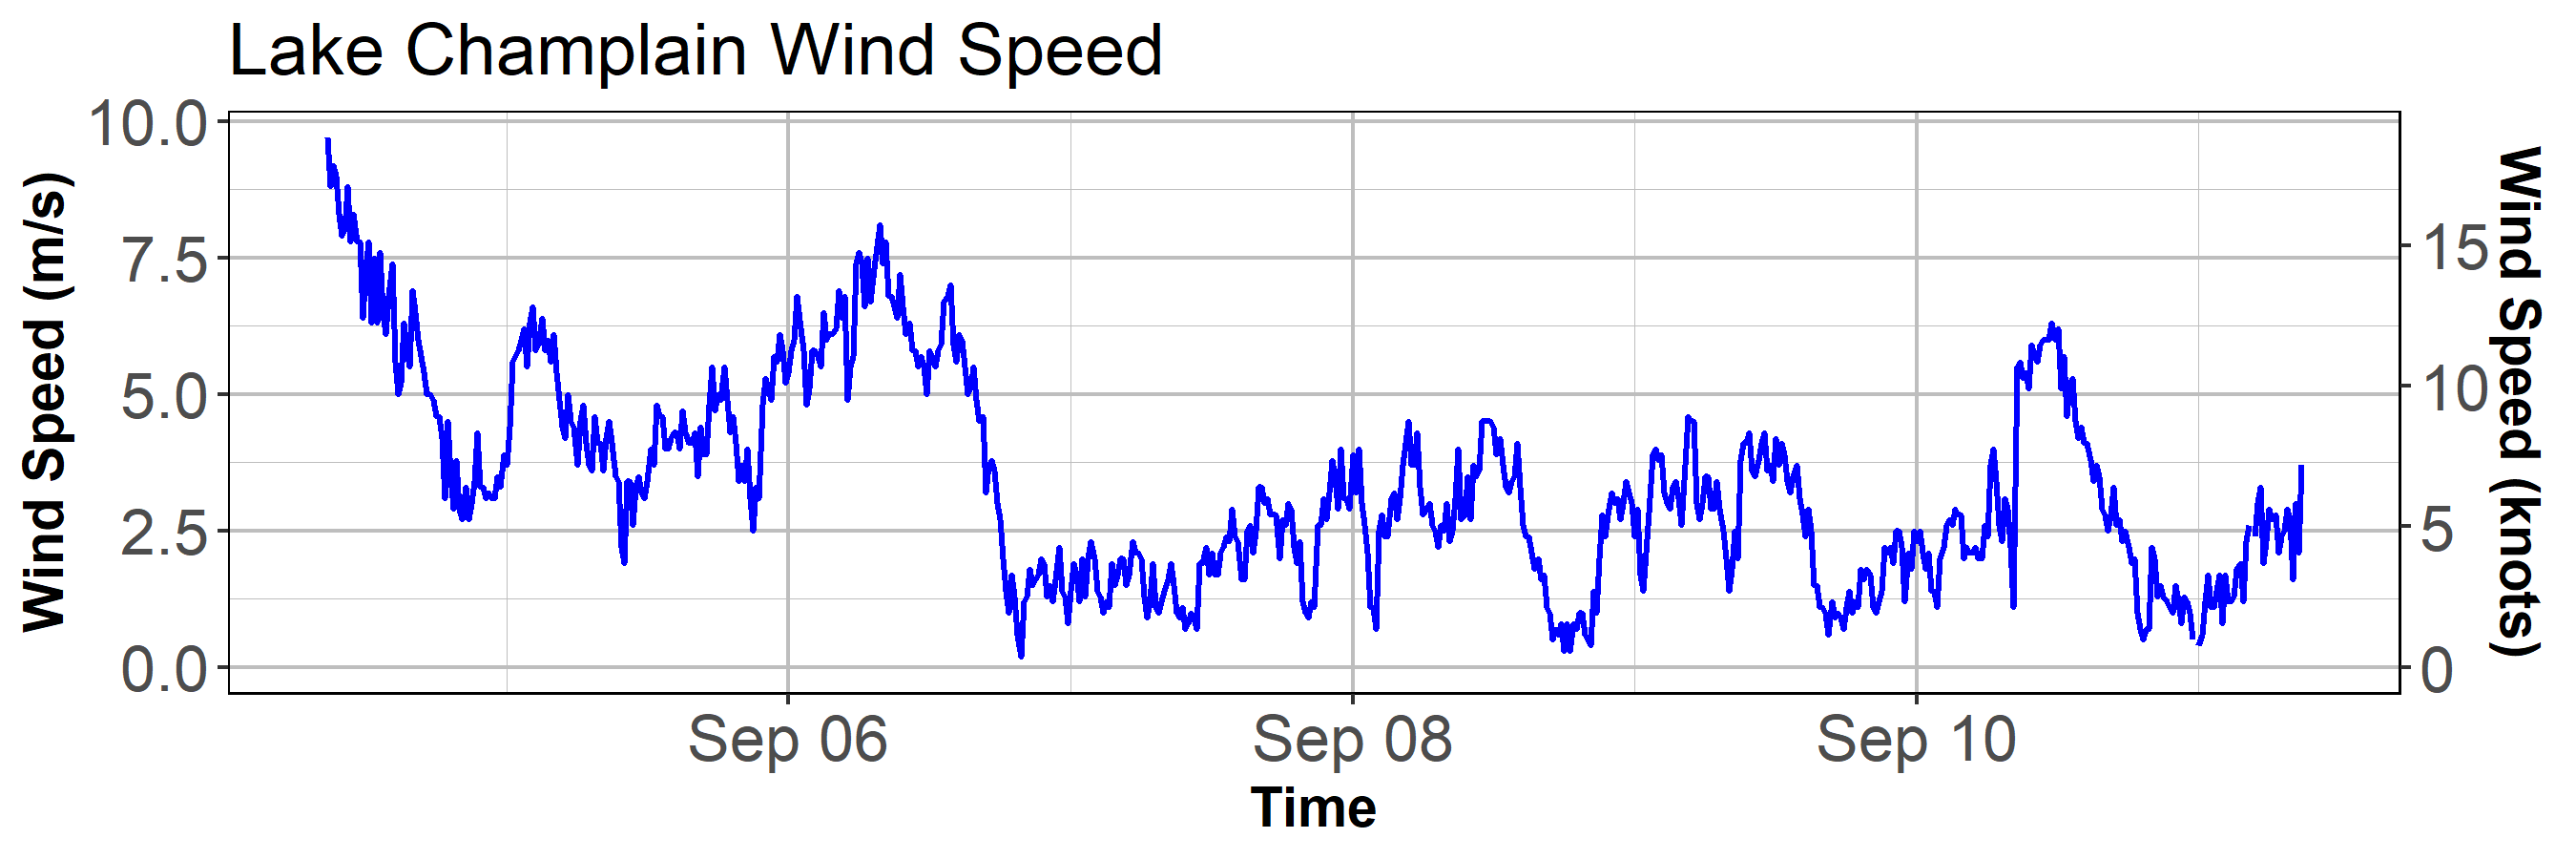 Lake Champlain Wind Speed
Wind Speed (m/s)
10.0
7.5
5.0
2.5
0.0
Wind Speed (knots)
15
10
5
0
Sep 06
Sep 08
Sep 10
Time